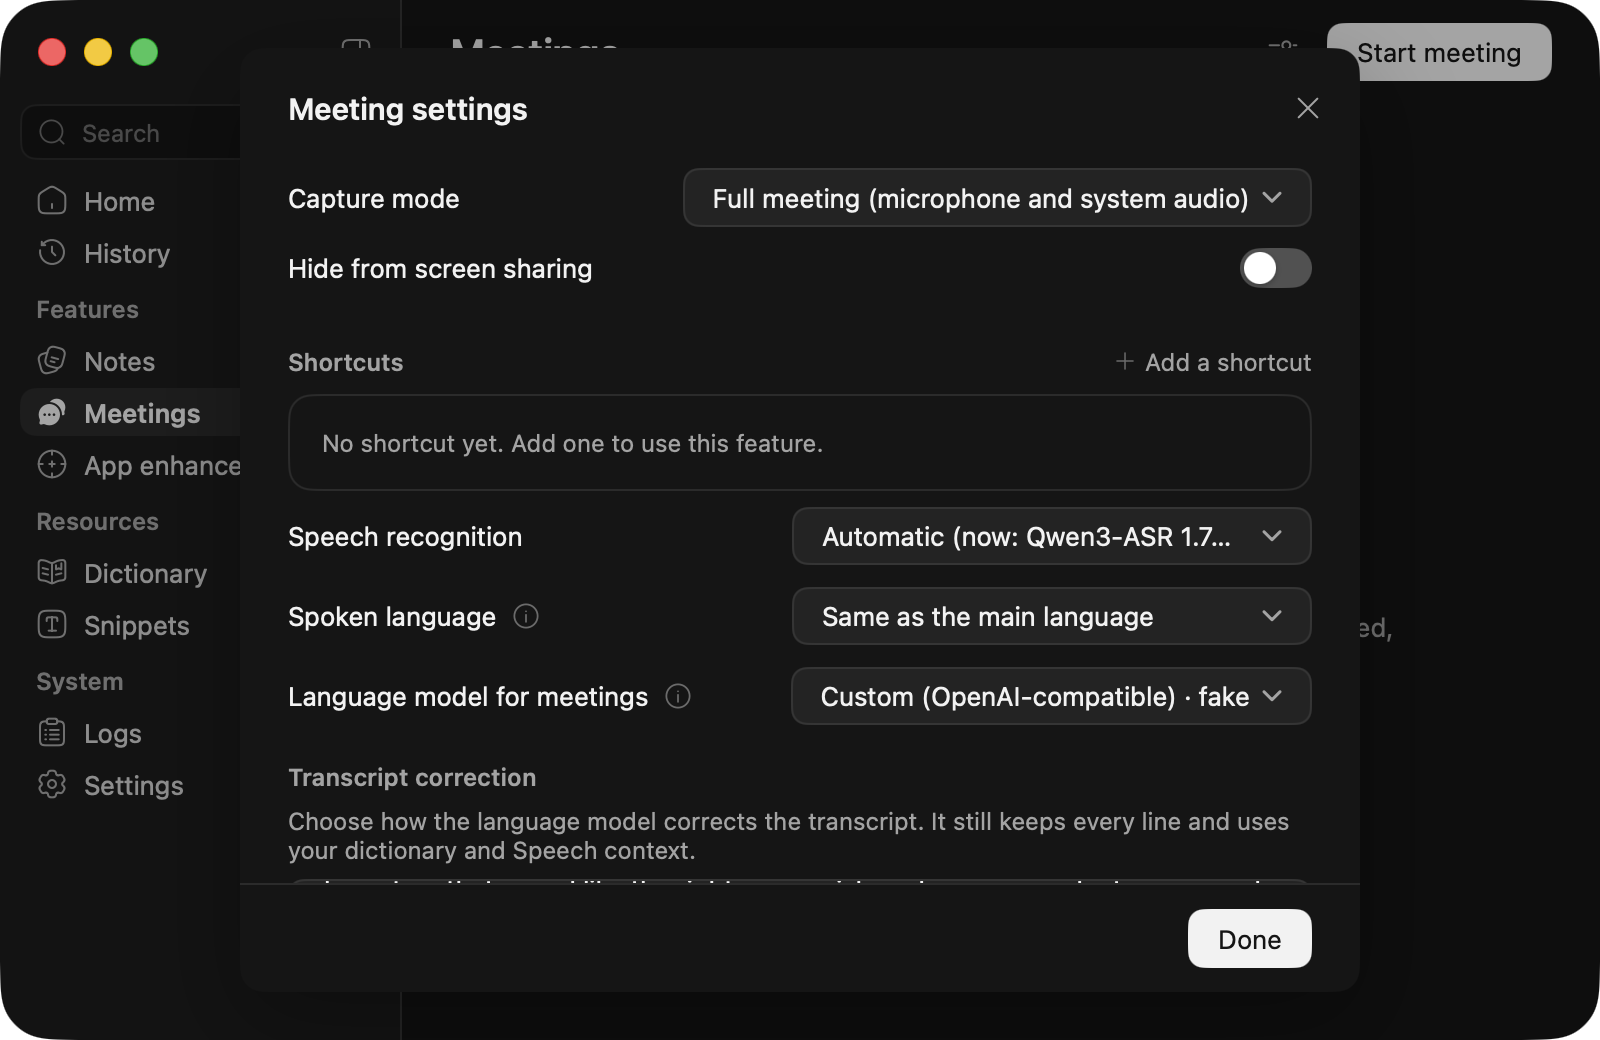 Meetings
Start meeting
Search
Home
History
Features
Notes
Meetings
App enhance
Resources
Dictionary
Snippets
System
Logs
Settings
Meeting settings
Capture mode
Full meeting (microphone and system audio)
Hide from screen sharing
Shortcuts
Add a shortcut
No shortcut yet. Add one to use this feature.
Speech recognition
Automatic (now: Qwen3-ASR 1.7...
Spoken language
Same as the main language
Language model for meetings
Custom (OpenAI-compatible) · fake
Transcript correction
Choose how the language model corrects the transcript. It still keeps every line and uses
your dictionary and Speech context.
Done
ed,